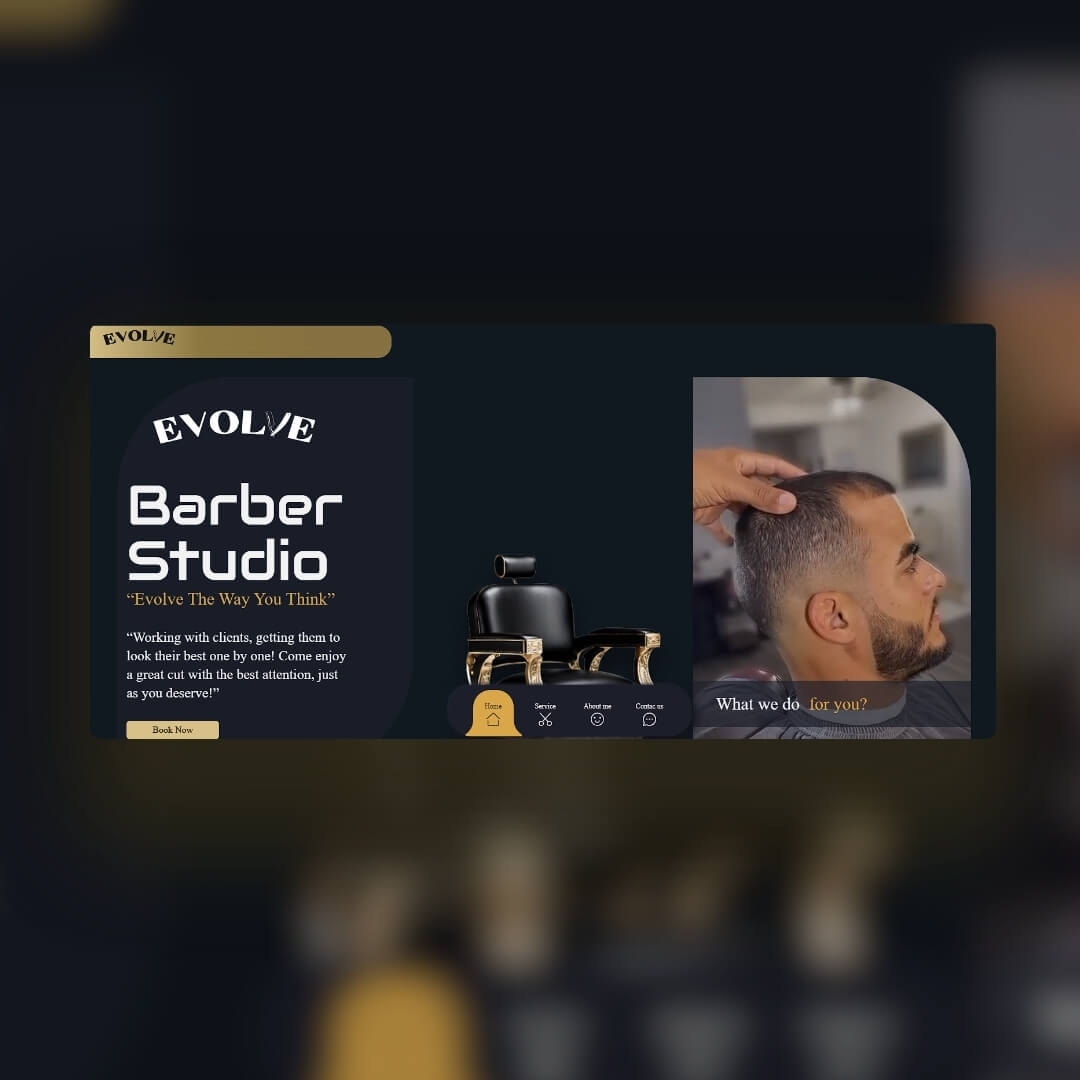 EVOLVE
EVOLVE
Barber
Studio
“Evolve The Way You Think”
“Working with clients, getting them to
look their best one by one! Come enjoy
a great cut with the best attention, just
as you deserve!”
Book Now
Home
Service
About me
Contac us
What we do for you?